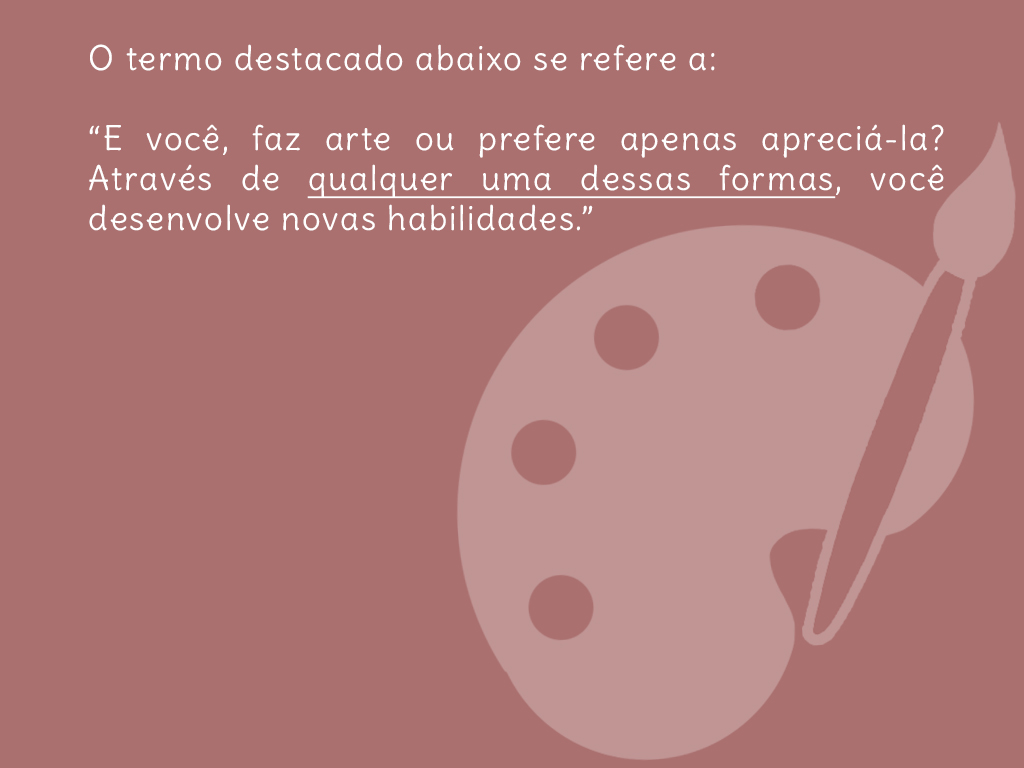 O termo destacado abaixo se refere a:
“E você, faz arte ou prefere apenas apreciá-la?
Através de qualquer uma dessas formas, você
desenvolve novas habilidades.”